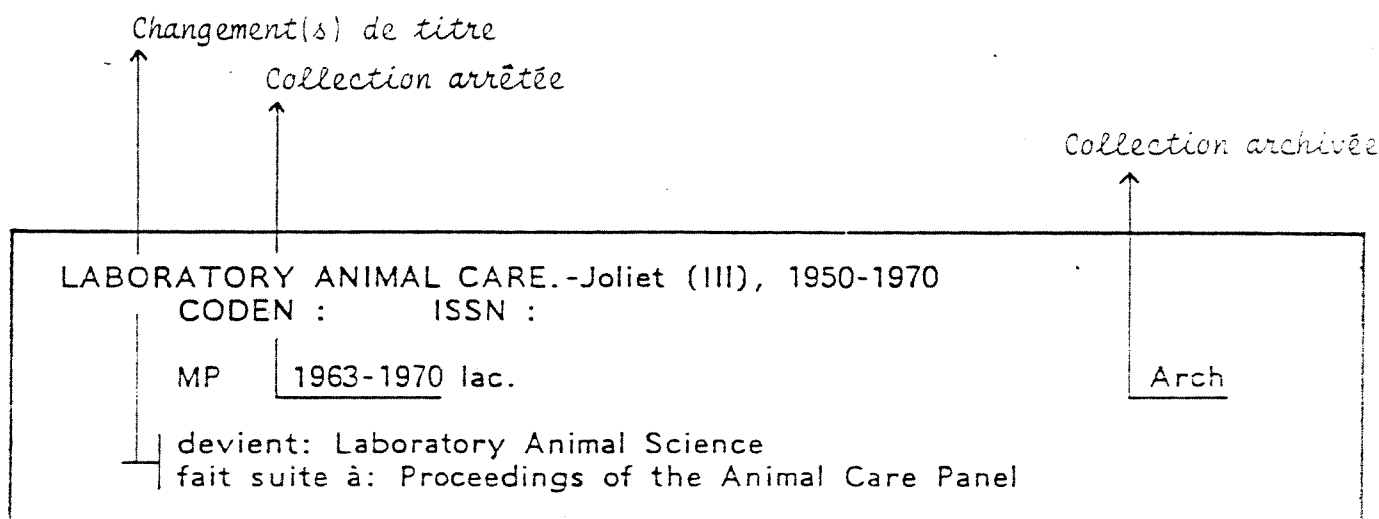 Changement(s) de titre
Collection arrêtée
Collection archivée
LABORATORY ANIMAL CARE.-Joliet (III), 1950-1970
CODEN : ISSN :
MP 1963-1970 lac. Arch
devient: Laboratory Animal Science
fait suite à: Proceedings of the Animal Care Panel